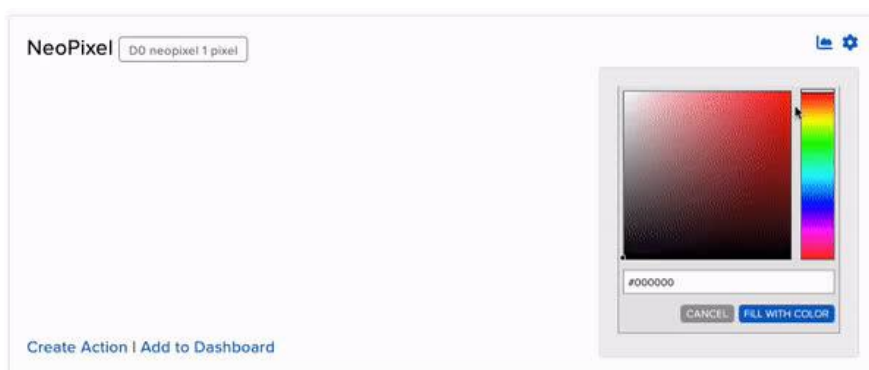 NeoPixel D0 neopixel 1 pixel
#000000
CANCEL FILL WITH COLOR
Create Action | Add to Dashboard